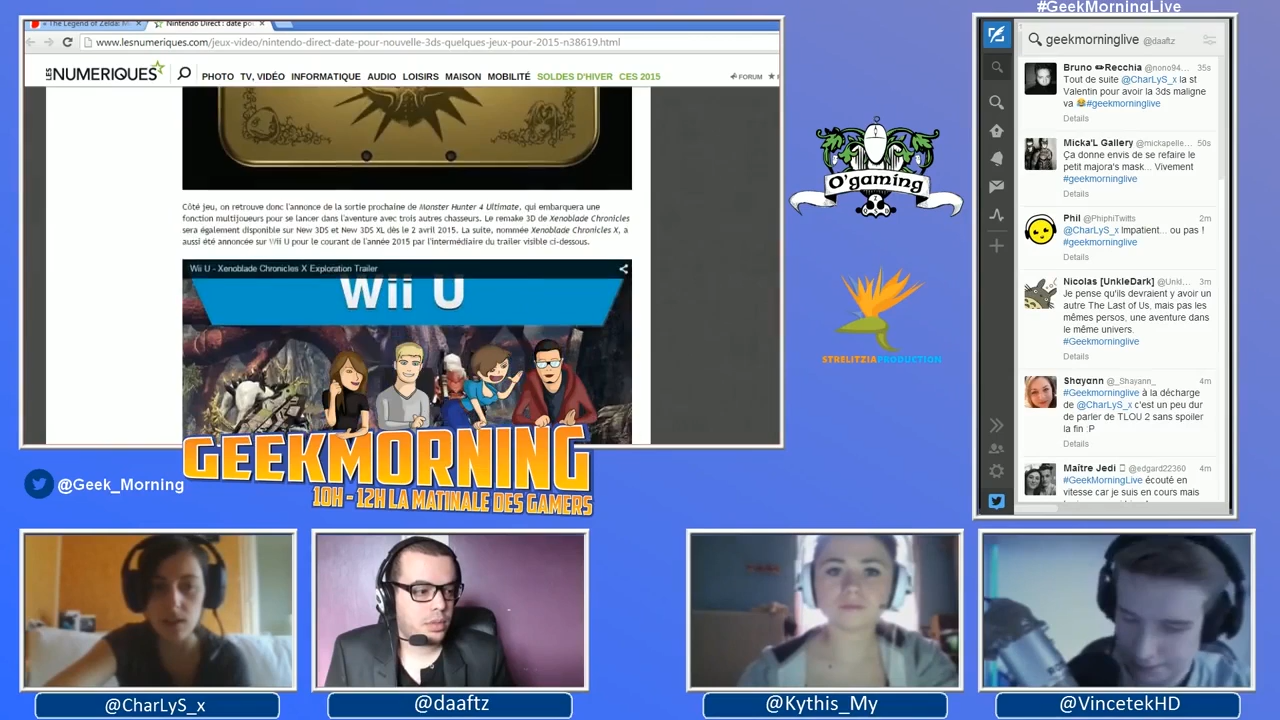 #GeekMorningLive
The Legend of Zelda: M
Nintendo Direct : date po
www.lesnumeriques.com/jeux-video/nintendo-direct-date-pour-nouvelle-3ds-quelques-jeux-pour-2015-n38619.html
LES NUMERIQUES
PHOTO TV, VIDÉO INFORMATIQUE AUDIO LOISIRS MAISON MOBILITÉ SOLDES D'HIVER CES 2015
FORUM
Côté jeu, on retrouve donc l'annonce de la sortie prochaine de Monster Hunter 4 Ultimate, qui embarquera une
fonction multijoueurs pour se lancer dans l'aventure avec trois autres chasseurs. Le remake 3D de Xenoblade Chronicles
sera également disponible sur New 3DS et New 3DS XL dès le 2 avril 2015. La suite, nommée Xenoblade Chronicles X, a
aussi été annoncée sur Wii U pour le courant de l'année 2015 par l'intermédiaire du trailer visible ci-dessous.
Wii U - Xenoblade Chronicles X Exploration Trailer
Wii U
GEEKMORNING
10H - 12H LA MATINALE DES GAMERS
@Geek_Morning
O'gaming
STRELITZIAPRODUCTION
geekmorninglive @daaftz
Bruno ✏Recchia @nono94... 35s
Tout de suite @CharLyS_x la st
Valentin pour avoir la 3ds maligne
va 😂#geekmorninglive
Details
Micka'L Gallery @mickapelle... 50s
Ça donne envis de se refaire le
petit majora's mask... Vivement
#geekmorninglive
Details
Phil @PhiphiTwitts 2m
@CharLyS_x Impatient... ou pas !
#geekmorninglive
Details
Nicolas [UnkleDark] @Unkl... 3m
Je pense qu'ils devraient y avoir un
autre The Last of Us, mais pas les
mêmes persos, une aventure dans
le même univers.
#Geekmorninglive
Details
Shayann @_Shayann_ 4m
#Geekmorninglive à la décharge
de @CharLyS_x c'est un peu dur
de parler de TLOU 2 sans spoiler
la fin :P
Details
Maître Jedi @edgard22360 4m
#GeekMorningLive écouté en
vitesse car je suis en cours mais
@CharLyS_x
@daaftz
@Kythis_My
@VincetekHD